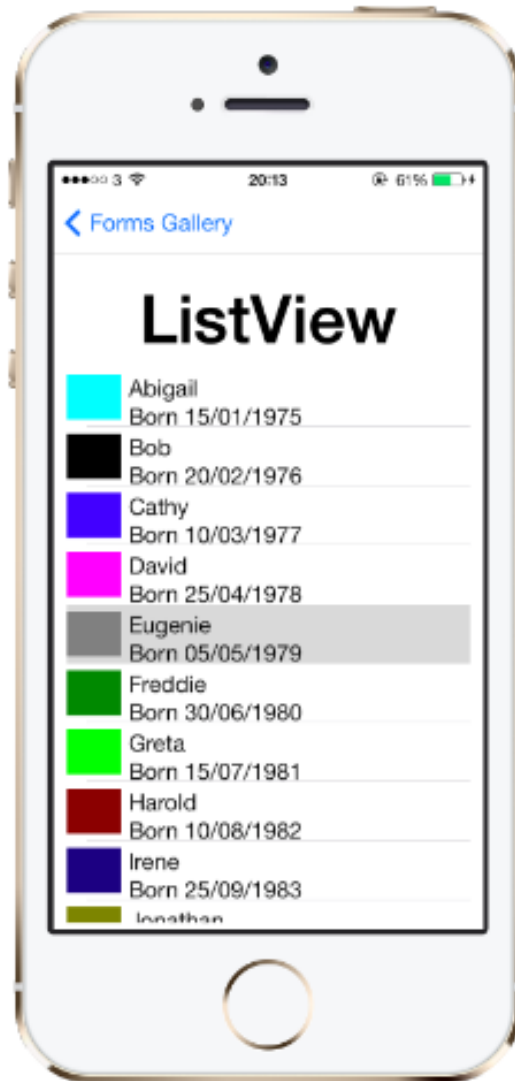 3 20:13 61%
Forms Gallery
ListView
Abigail
Born 15/01/1975
Bob
Born 20/02/1976
Cathy
Born 10/03/1977
David
Born 25/04/1978
Eugenie
Born 05/05/1979
Freddie
Born 30/06/1980
Greta
Born 15/07/1981
Harold
Born 10/08/1982
Irene
Born 25/09/1983
Jonathan